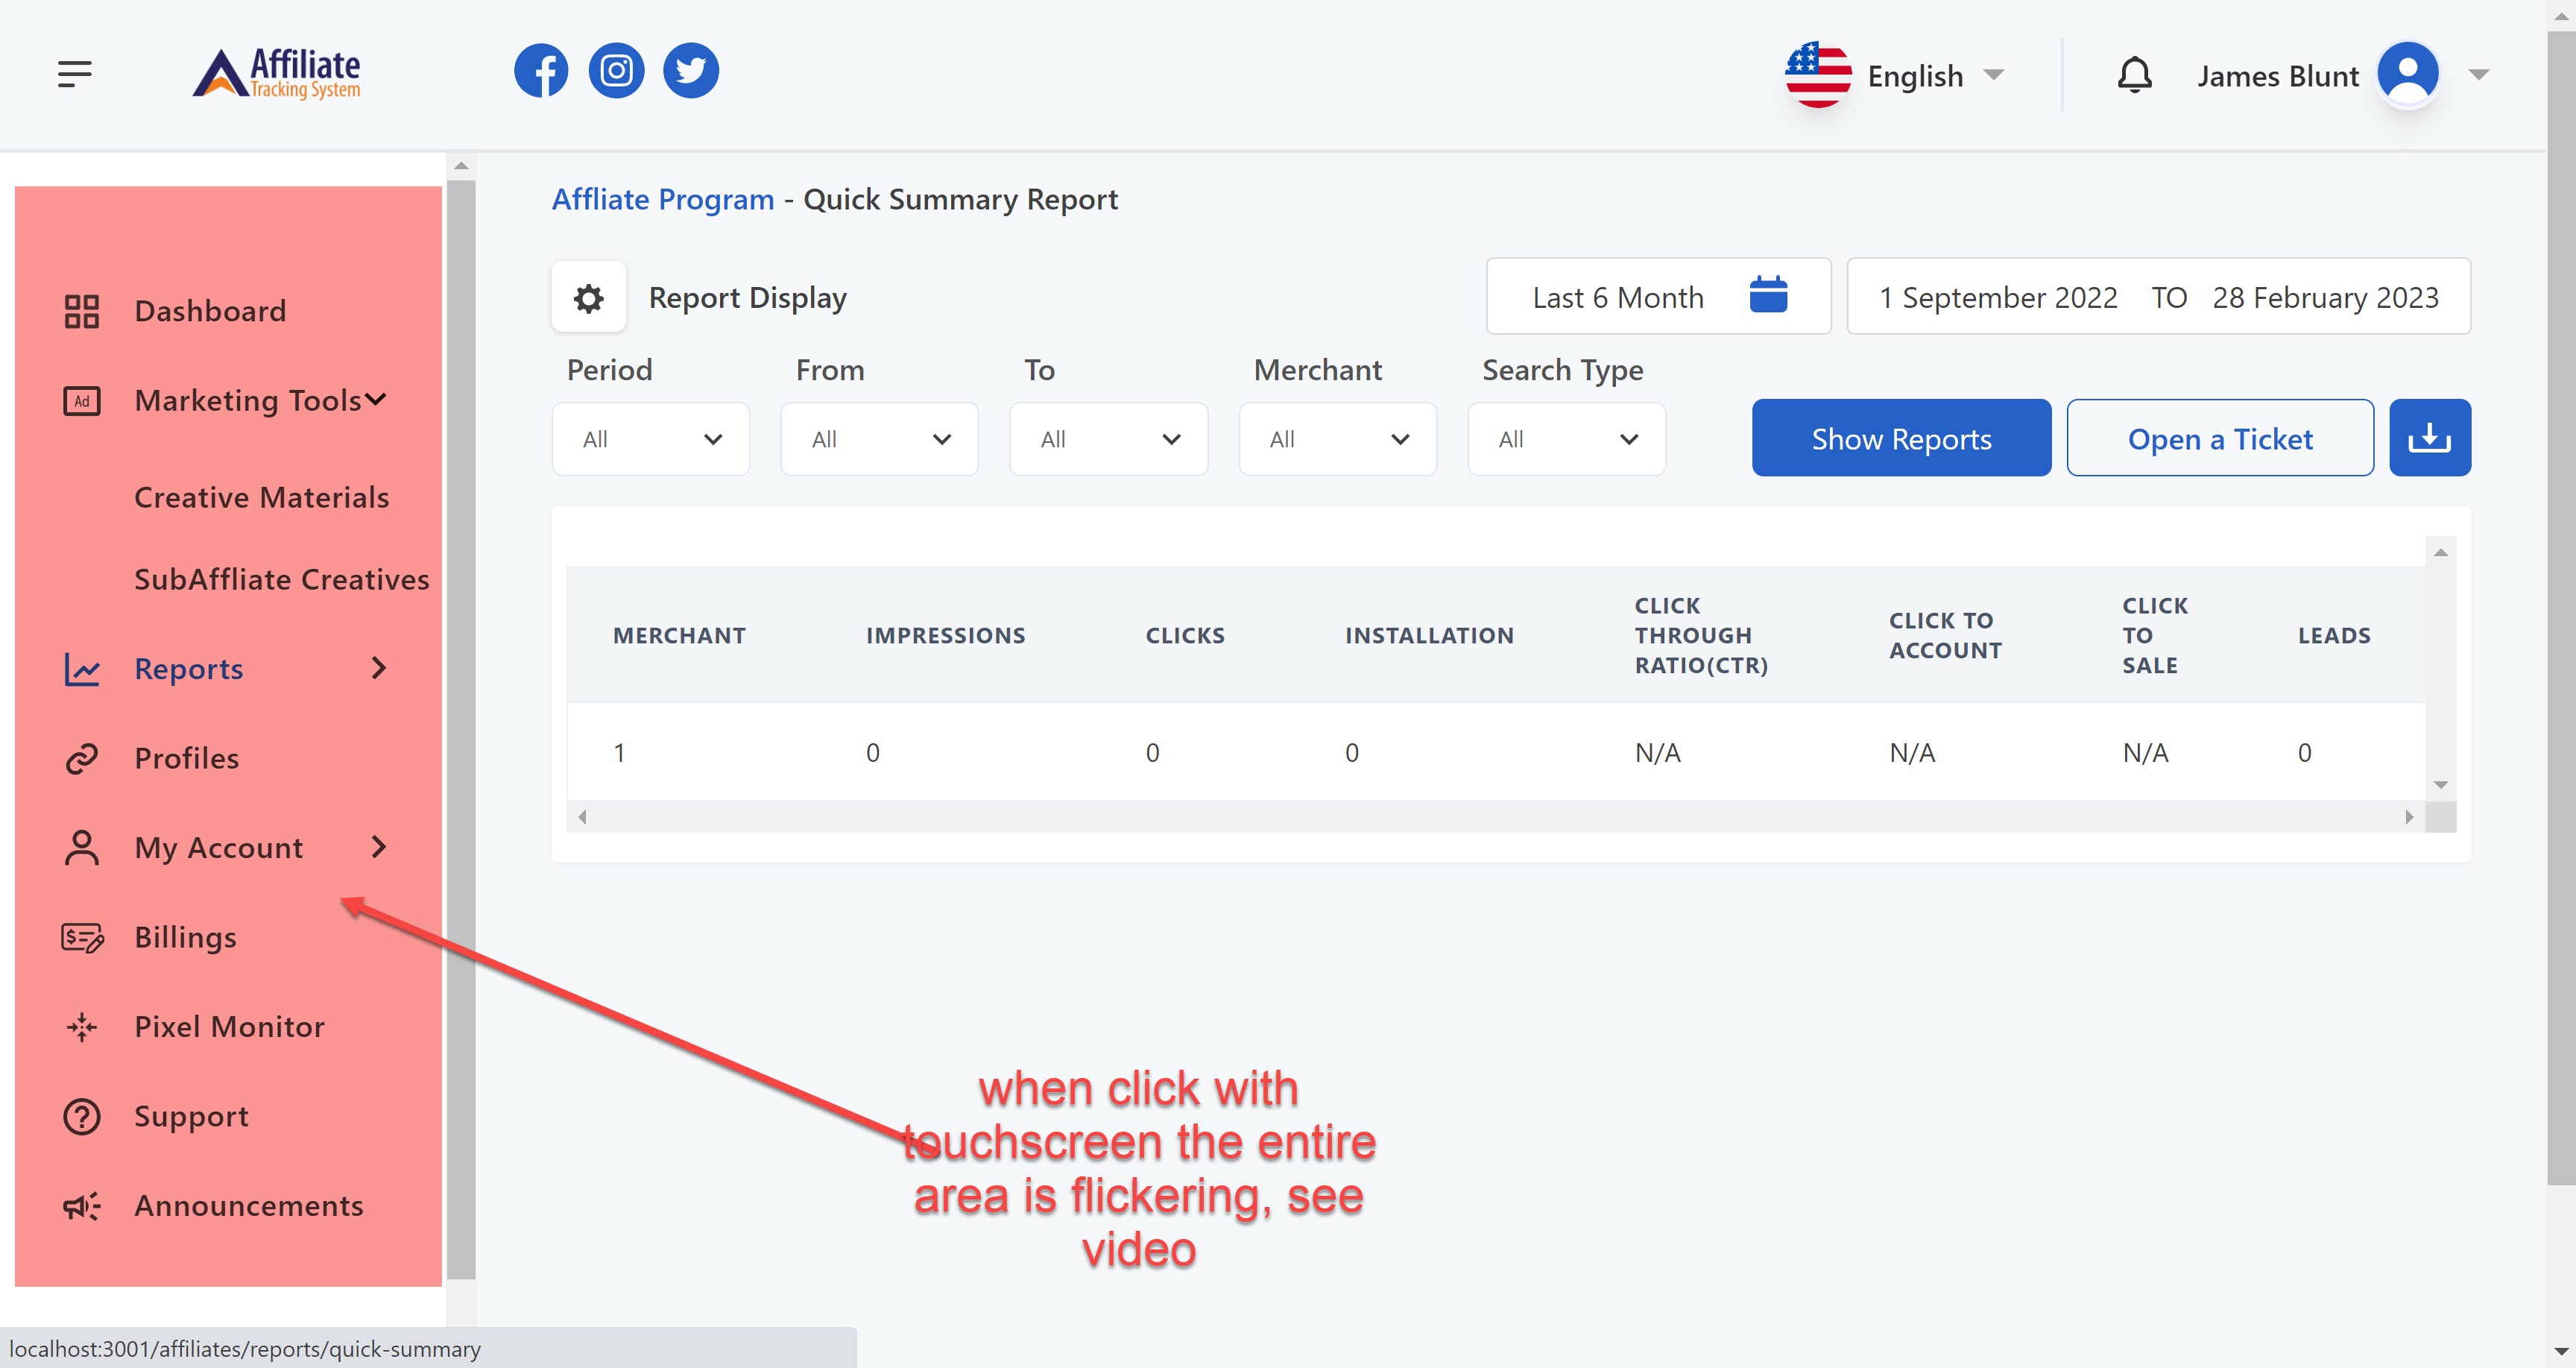 Affiliate
Tracking System
English
James Blunt
Affliate Program - Quick Summary Report
Dashboard
Ad
Marketing Tools
Creative Materials
SubAffliate Creatives
Reports
Profiles
My Account
Billings
Pixel Monitor
Support
Announcements
Report Display
Last 6 Month
1 September 2022 TO 28 February 2023
Period From To Merchant Search Type
All All All All All
Show Reports
Open a Ticket
MERCHANT IMPRESSIONS CLICKS INSTALLATION
CLICK
THROUGH
RATIO(CTR)
CLICK TO
ACCOUNT
CLICK
TO
SALE
LEADS
1 0 0 0 N/A N/A N/A 0
when click with
touchscreen the entire
area is flickering, see
video
localhost:3001/affiliates/reports/quick-summary